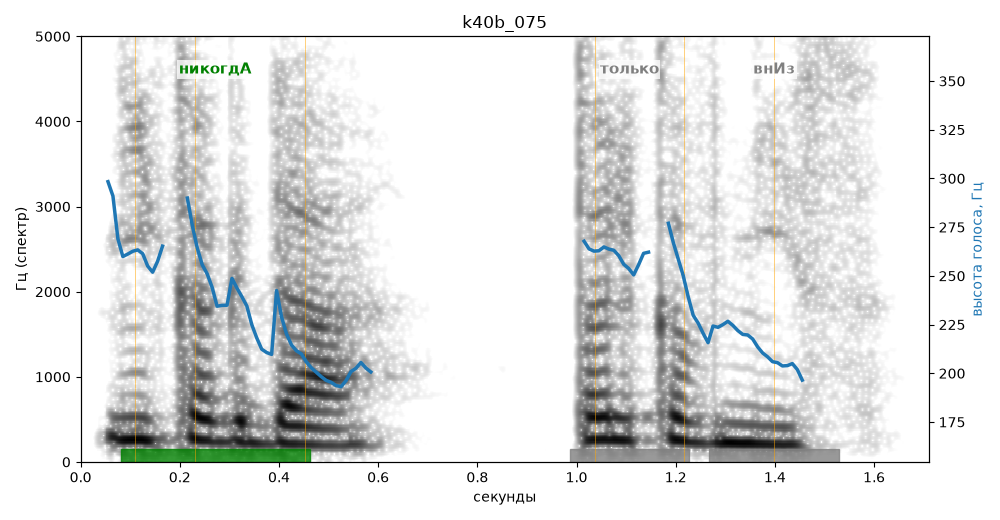 k40b_075
никогдА
только
внИз
5000
4000
3000
2000
1000
0
Гц (спектр)
350
325
300
275
250
225
200
175
высота голоса, Гц
0.0 0.2 0.4 0.6 0.8 1.0 1.2 1.4 1.6
секунды